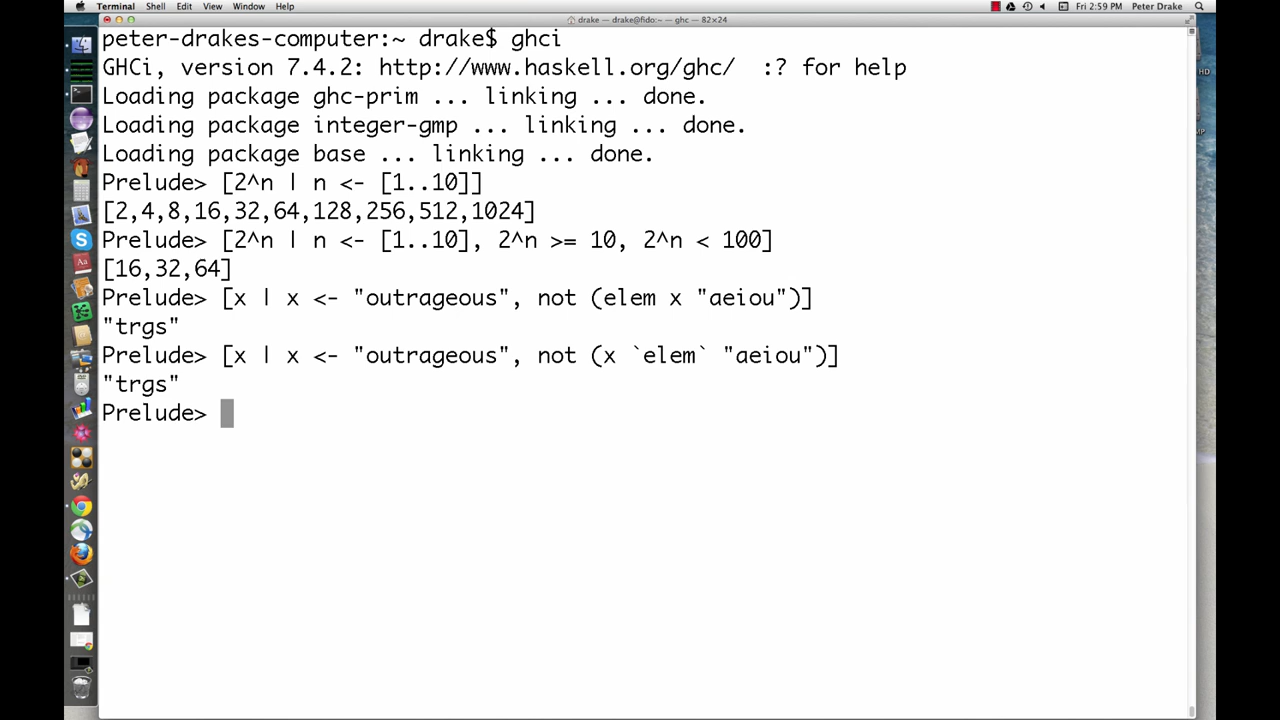 Terminal Shell Edit View Window Help Fri 2:59 PM Peter Drake
drake — drake@fido:~ — ghc — 82×24
peter-drakes-computer:~ drake$ ghci
GHCi, version 7.4.2: http://www.haskell.org/ghc/  :? for help
Loading package ghc-prim ... linking ... done.
Loading package integer-gmp ... linking ... done.
Loading package base ... linking ... done.
Prelude> [2^n | n <- [1..10]]
[2,4,8,16,32,64,128,256,512,1024]
Prelude> [2^n | n <- [1..10], 2^n >= 10, 2^n < 100]
[16,32,64]
Prelude> [x | x <- "outrageous", not (elem x "aeiou")]
"trgs"
Prelude> [x | x <- "outrageous", not (x `elem` "aeiou")]
"trgs"
Prelude>
HD